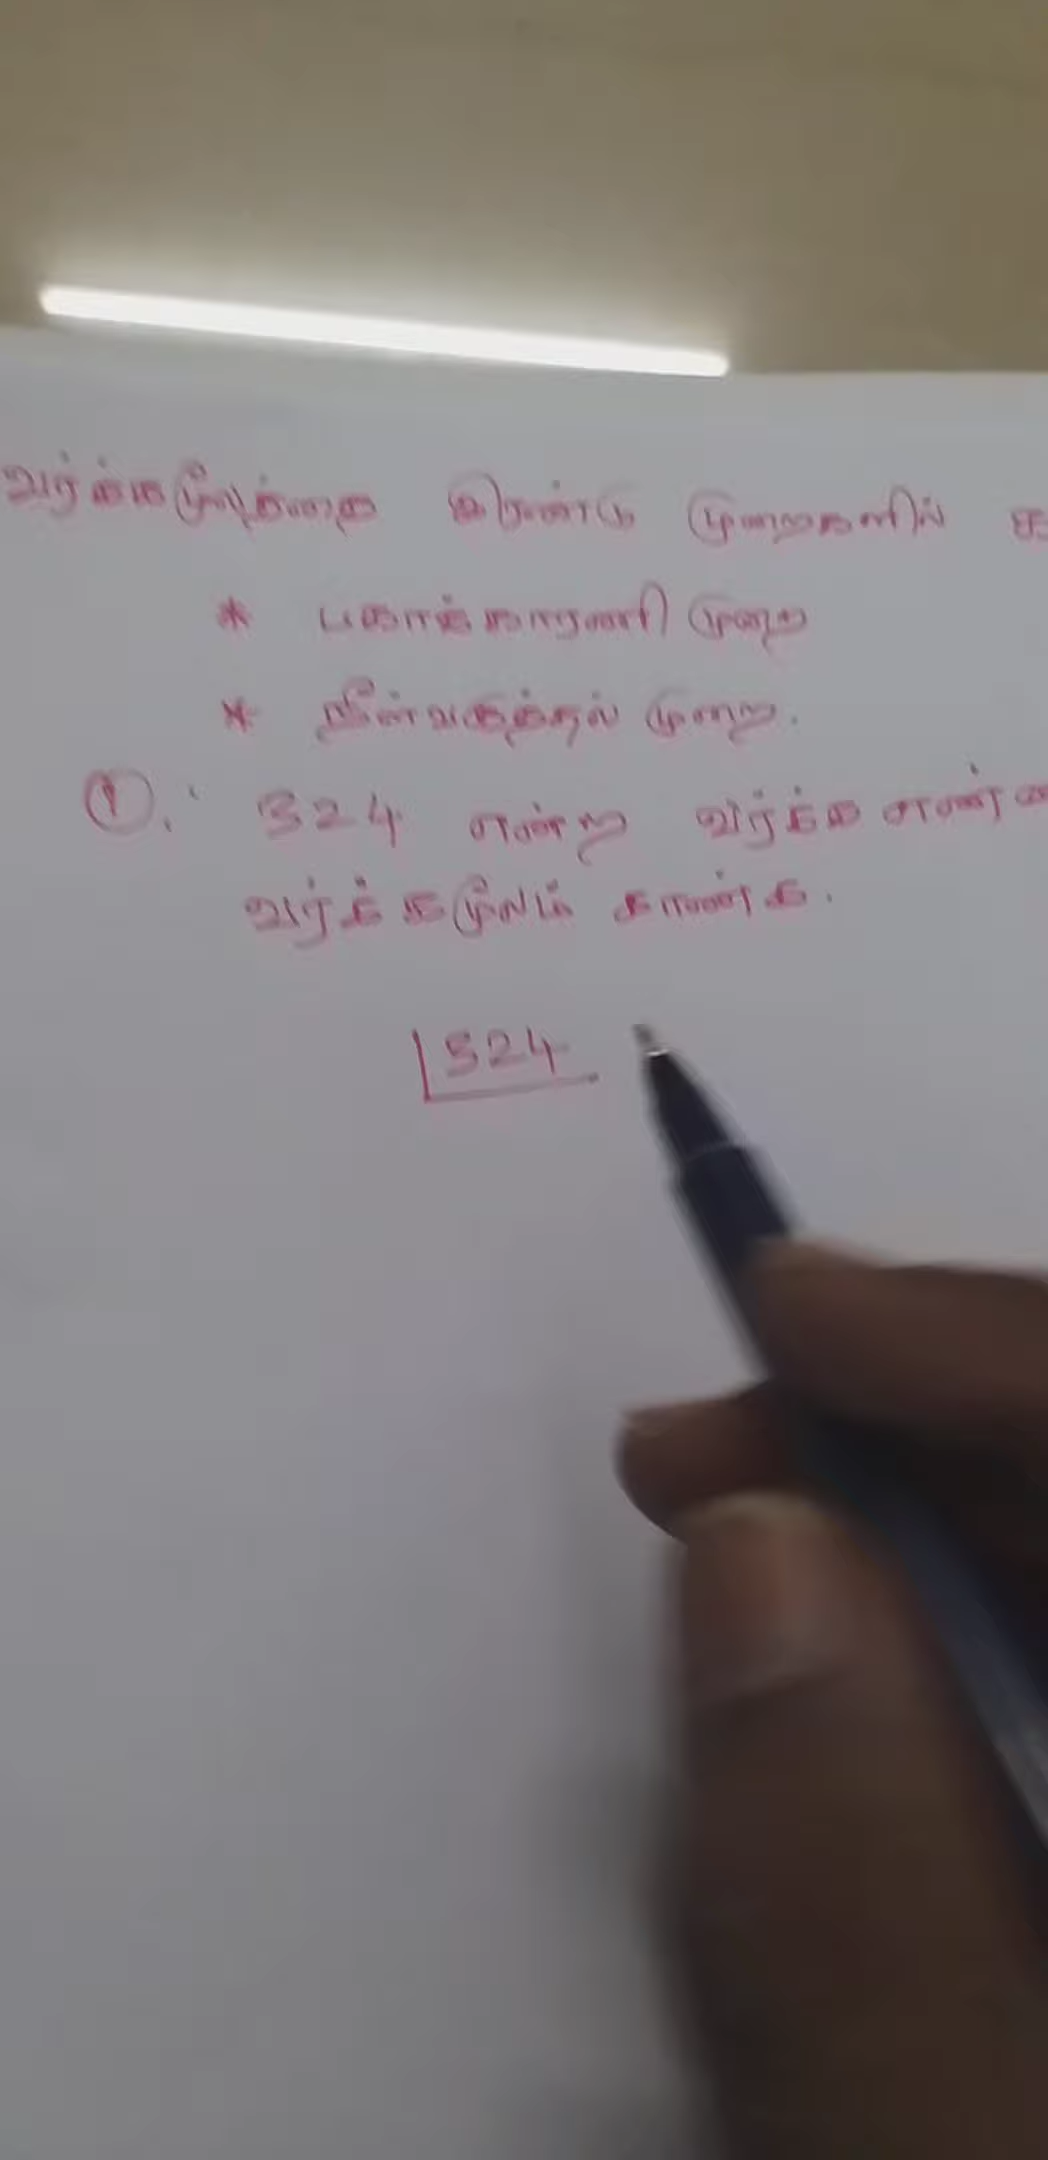 வர்க்கமூலத்தை இரண்டு முறைகளில்
* பகாக்காரணி முறை
* நீள்வகுத்தல் முறை.
①. 324 என்ற வர்க்க எண்
வர்க்கமூலம் காண்க.
324